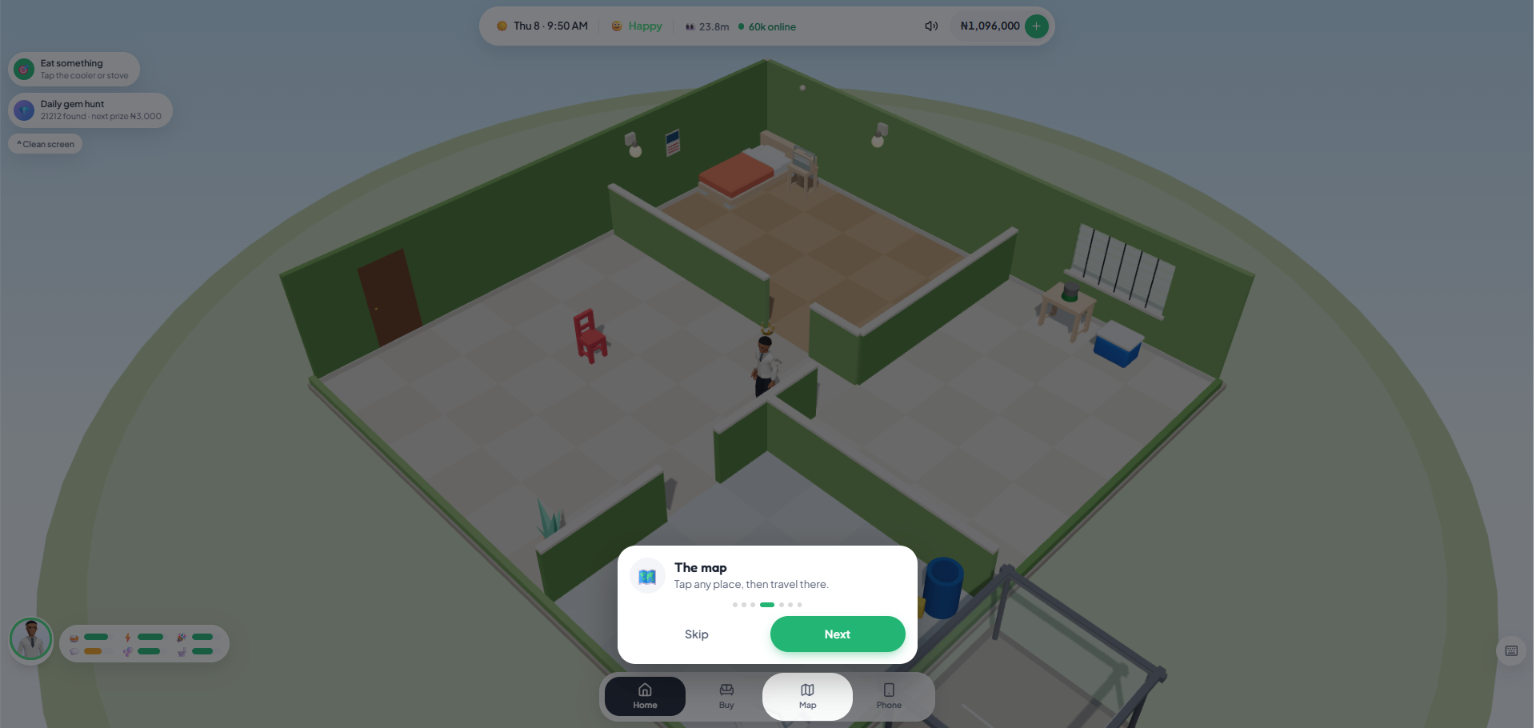 Thu 8 · 9:50 AM
Happy
23.8m
60k online
₦1,096,000
Eat something
Tap the cooler or stove
Daily gem hunt
21212 found · next prize ₦3,000
^ Clean screen
The map
Tap any place, then travel there.
Skip
Next
Home
Buy
Map
Phone